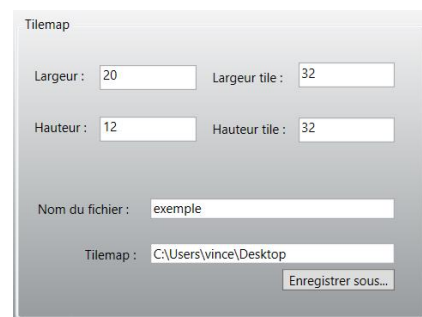 Tilemap
Largeur : 20 Largeur tile : 32
Hauteur : 12 Hauteur tile : 32
Nom du fichier : exemple
Tilemap : C:\Users\vince\Desktop
Enregistrer sous...